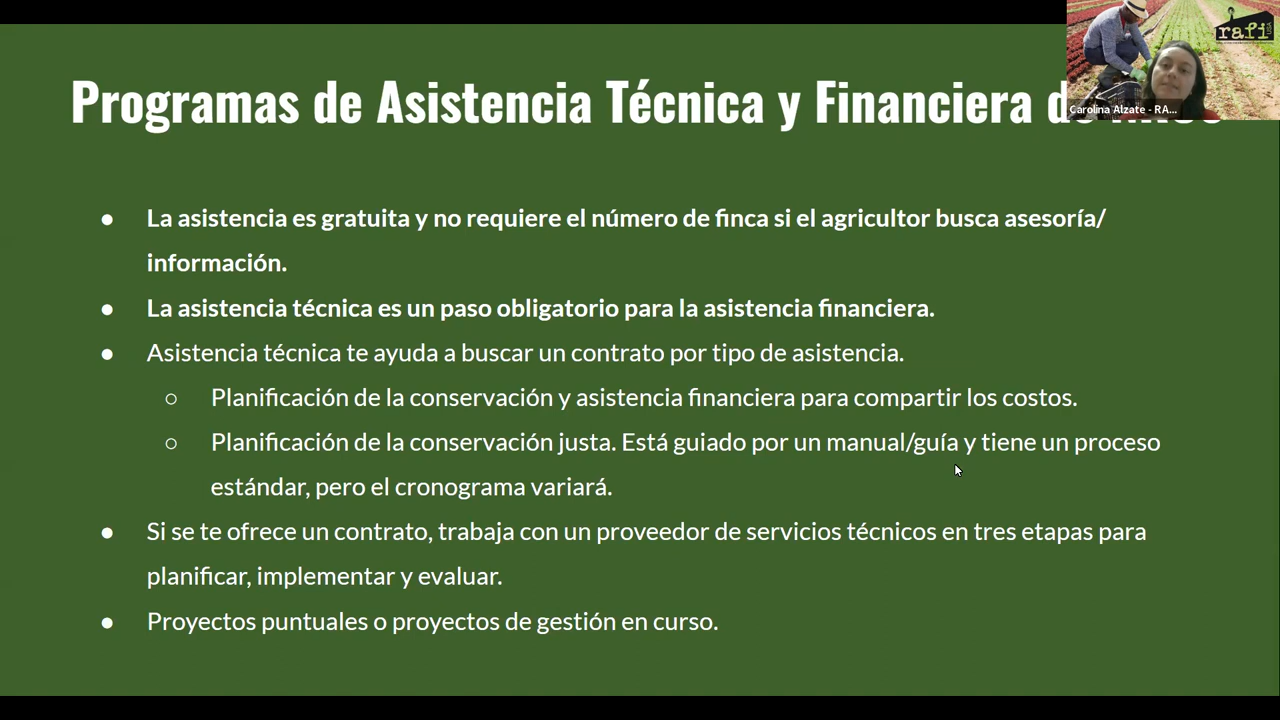 Programas de Asistencia Técnica y Financiera de
rafi
USA
Carolina Alzate - RA...
● La asistencia es gratuita y no requiere el número de finca si el agricultor busca asesoría/
información.
● La asistencia técnica es un paso obligatorio para la asistencia financiera.
● Asistencia técnica te ayuda a buscar un contrato por tipo de asistencia.
○ Planificación de la conservación y asistencia financiera para compartir los costos.
○ Planificación de la conservación justa. Está guiado por un manual/guía y tiene un proceso
estándar, pero el cronograma variará.
● Si se te ofrece un contrato, trabaja con un proveedor de servicios técnicos en tres etapas para
planificar, implementar y evaluar.
● Proyectos puntuales o proyectos de gestión en curso.